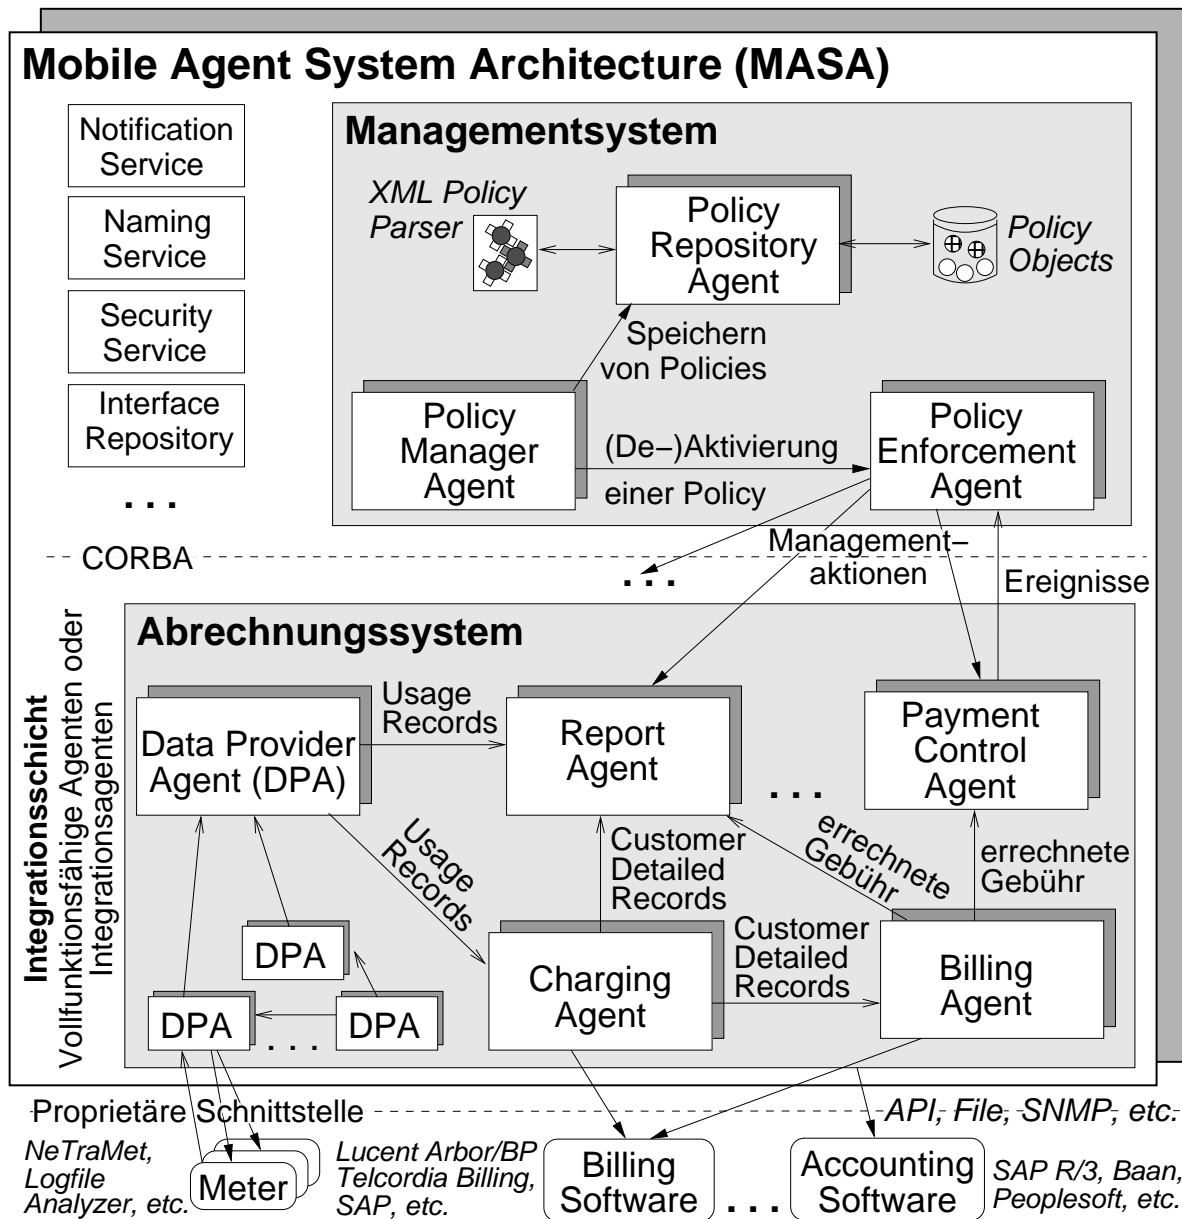 Mobile Agent System Architecture (MASA)
Notification
Service
Naming
Service
Security
Service
Interface
Repository
. . .
Managementsystem
XML Policy
Parser
Policy
Repository
Agent
Policy
Objects
Speichern
von Policies
Policy
Manager
Agent
(De–)Aktivierung
einer Policy
Policy
Enforcement
Agent
CORBA
. . .
Management–
aktionen
Ereignisse
Integrationsschicht
Vollfunktionsfähige Agenten oder
Integrationsagenten
Abrechnungssystem
Data Provider
Agent (DPA)
Usage
Records
Report
Agent
. . .
Payment
Control
Agent
Usage
Records
Customer
Detailed
Records
errechnete
Gebühr
errechnete
Gebühr
DPA
DPA
. . .
DPA
Charging
Agent
Customer
Detailed
Records
Billing
Agent
Proprietäre Schnittstelle
API, File, SNMP, etc.
NeTraMet,
Logfile
Analyzer, etc.
Meter
Lucent Arbor/BP
Telcordia Billing,
SAP, etc.
Billing
Software
. . .
Accounting
Software
SAP R/3, Baan,
Peoplesoft, etc.